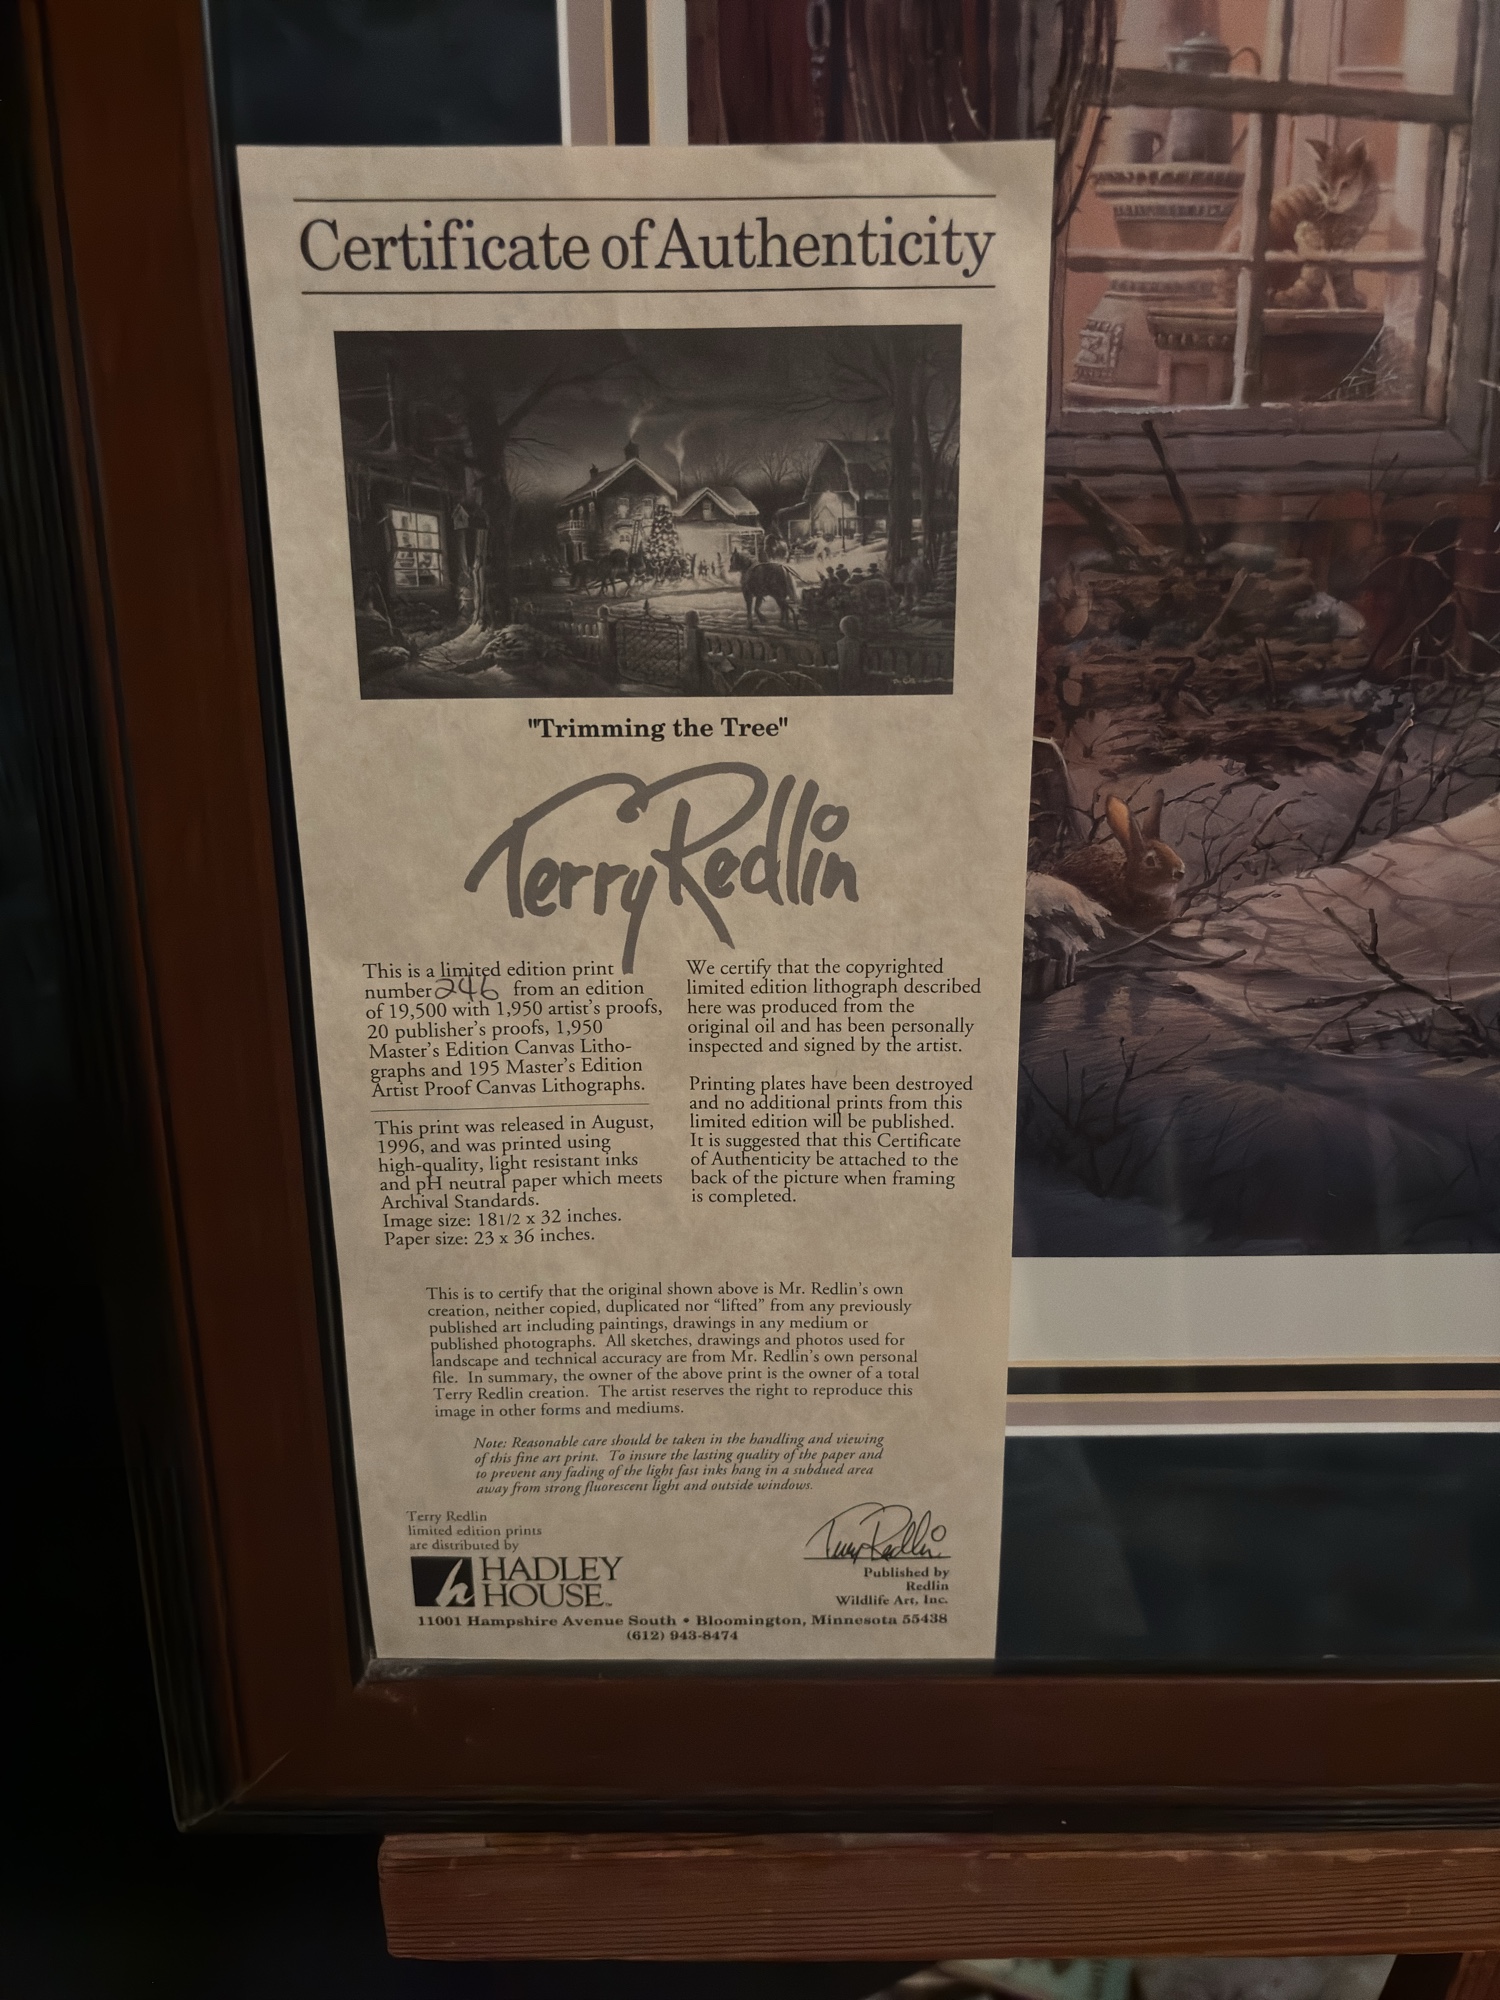 Certificate of Authenticity
"Trimming the Tree"
Terry Redlin
This is a limited edition print
number 246 from an edition
of 19,500 with 1,950 artist's proofs,
20 publisher's proofs, 1,950
Master's Edition Canvas Litho-
graphs and 195 Master's Edition
Artist Proof Canvas Lithographs.
This print was released in August,
1996, and was printed using
high-quality, light resistant inks
and pH neutral paper which meets
Archival Standards.
Image size: 18 1/2 x 32 inches.
Paper size: 23 x 36 inches.
We certify that the copyrighted
limited edition lithograph described
here was produced from the
original oil and has been personally
inspected and signed by the artist.
Printing plates have been destroyed
and no additional prints from this
limited edition will be published.
It is suggested that this Certificate
of Authenticity be attached to the
back of the picture when framing
is completed.
This is to certify that the original shown above is Mr. Redlin's own
creation, neither copied, duplicated nor "lifted" from any previously
published art including paintings, drawings in any medium or
published photographs. All sketches, drawings and photos used for
landscape and technical accuracy are from Mr. Redlin's own personal
file. In summary, the owner of the above print is the owner of a total
Terry Redlin creation. The artist reserves the right to reproduce this
image in other forms and mediums.
Note: Reasonable care should be taken in the handling and viewing
of this fine art print. To insure the lasting quality of the paper and
to prevent any fading of the light fast inks hang in a subdued area
away from strong fluorescent light and outside windows.
Terry Redlin
limited edition prints
are distributed by
h HADLEY
HOUSE™
Terry Redlin
Published by
Redlin
Wildlife Art, Inc.
11001 Hampshire Avenue South • Bloomington, Minnesota 55438
(612) 943-8474